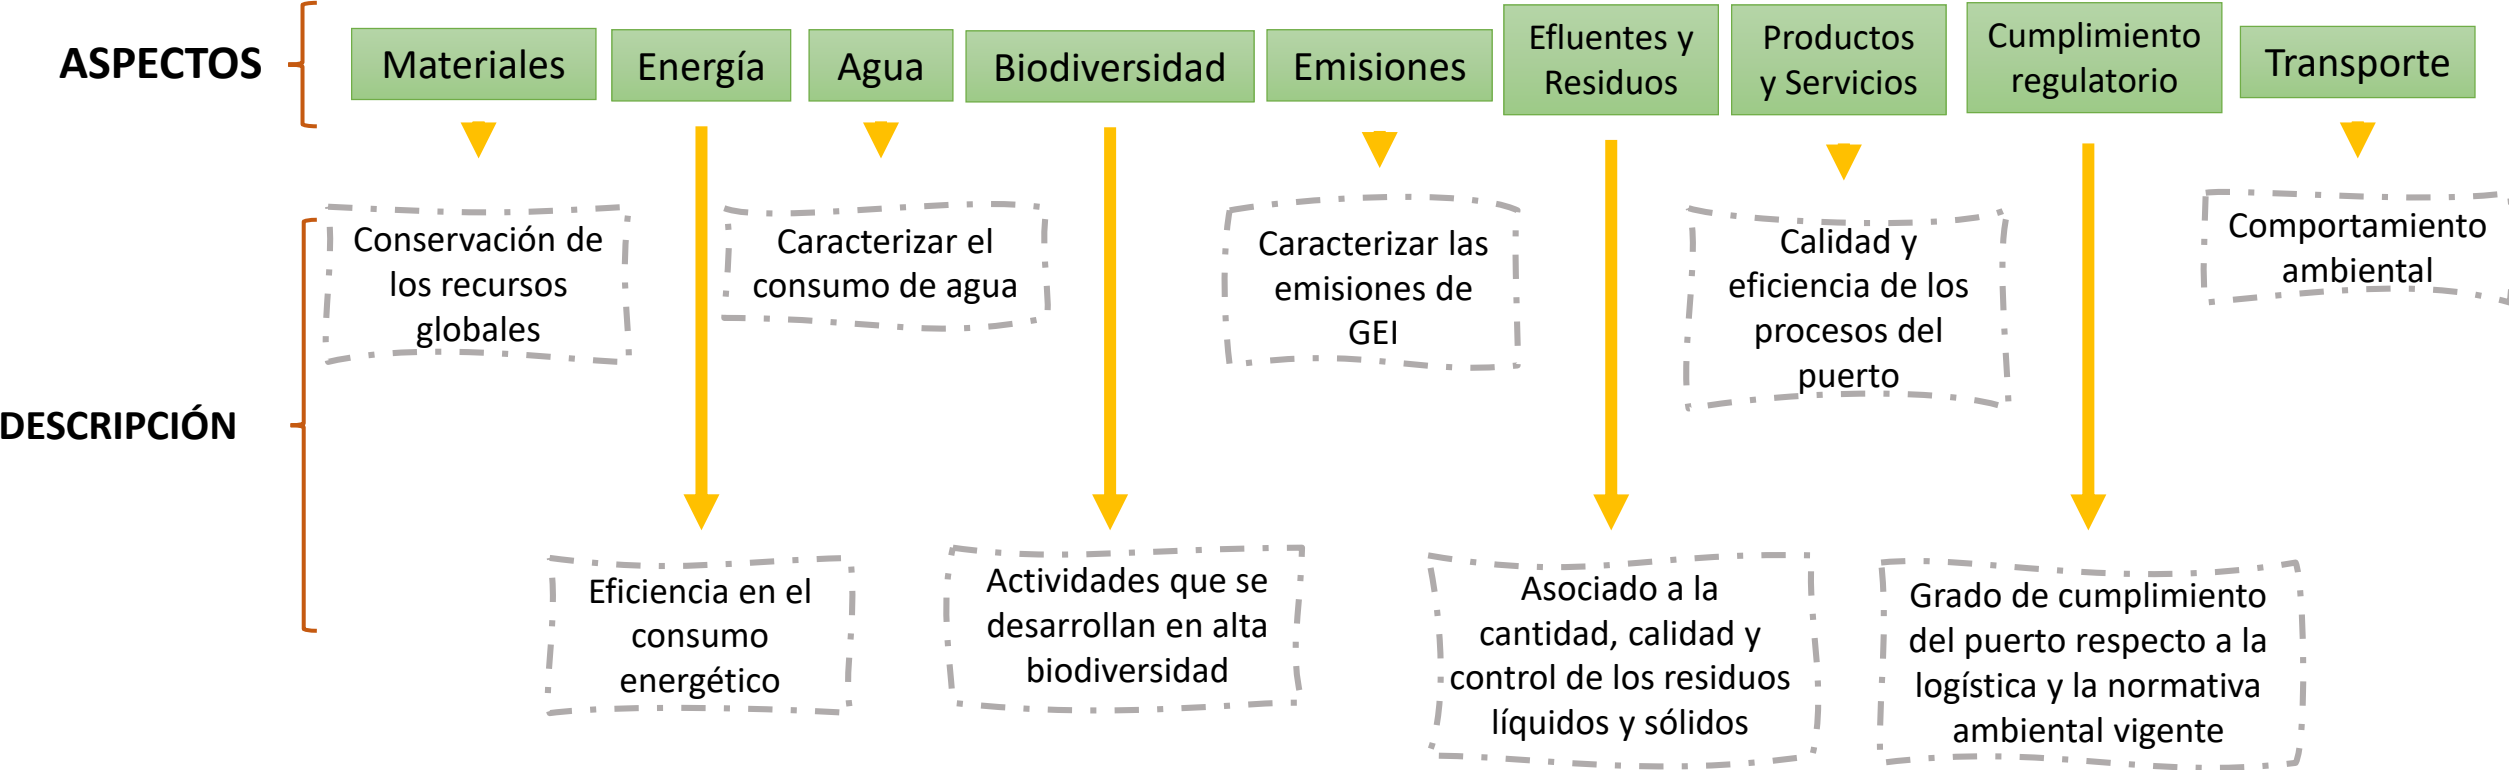 ASPECTOS
Materiales
Energía
Agua
Biodiversidad
Emisiones
Efluentes y
Residuos
Productos
y Servicios
Cumplimiento
regulatorio
Transporte
DESCRIPCIÓN
Conservación de
los recursos
globales
Eficiencia en el
consumo
energético
Caracterizar el
consumo de agua
Actividades que se
desarrollan en alta
biodiversidad
Caracterizar las
emisiones de
GEI
Asociado a la
cantidad, calidad y
control de los residuos
líquidos y sólidos
Calidad y
eficiencia de los
procesos del
puerto
Grado de cumplimiento
del puerto respecto a la
logística y la normativa
ambiental vigente
Comportamiento
ambiental